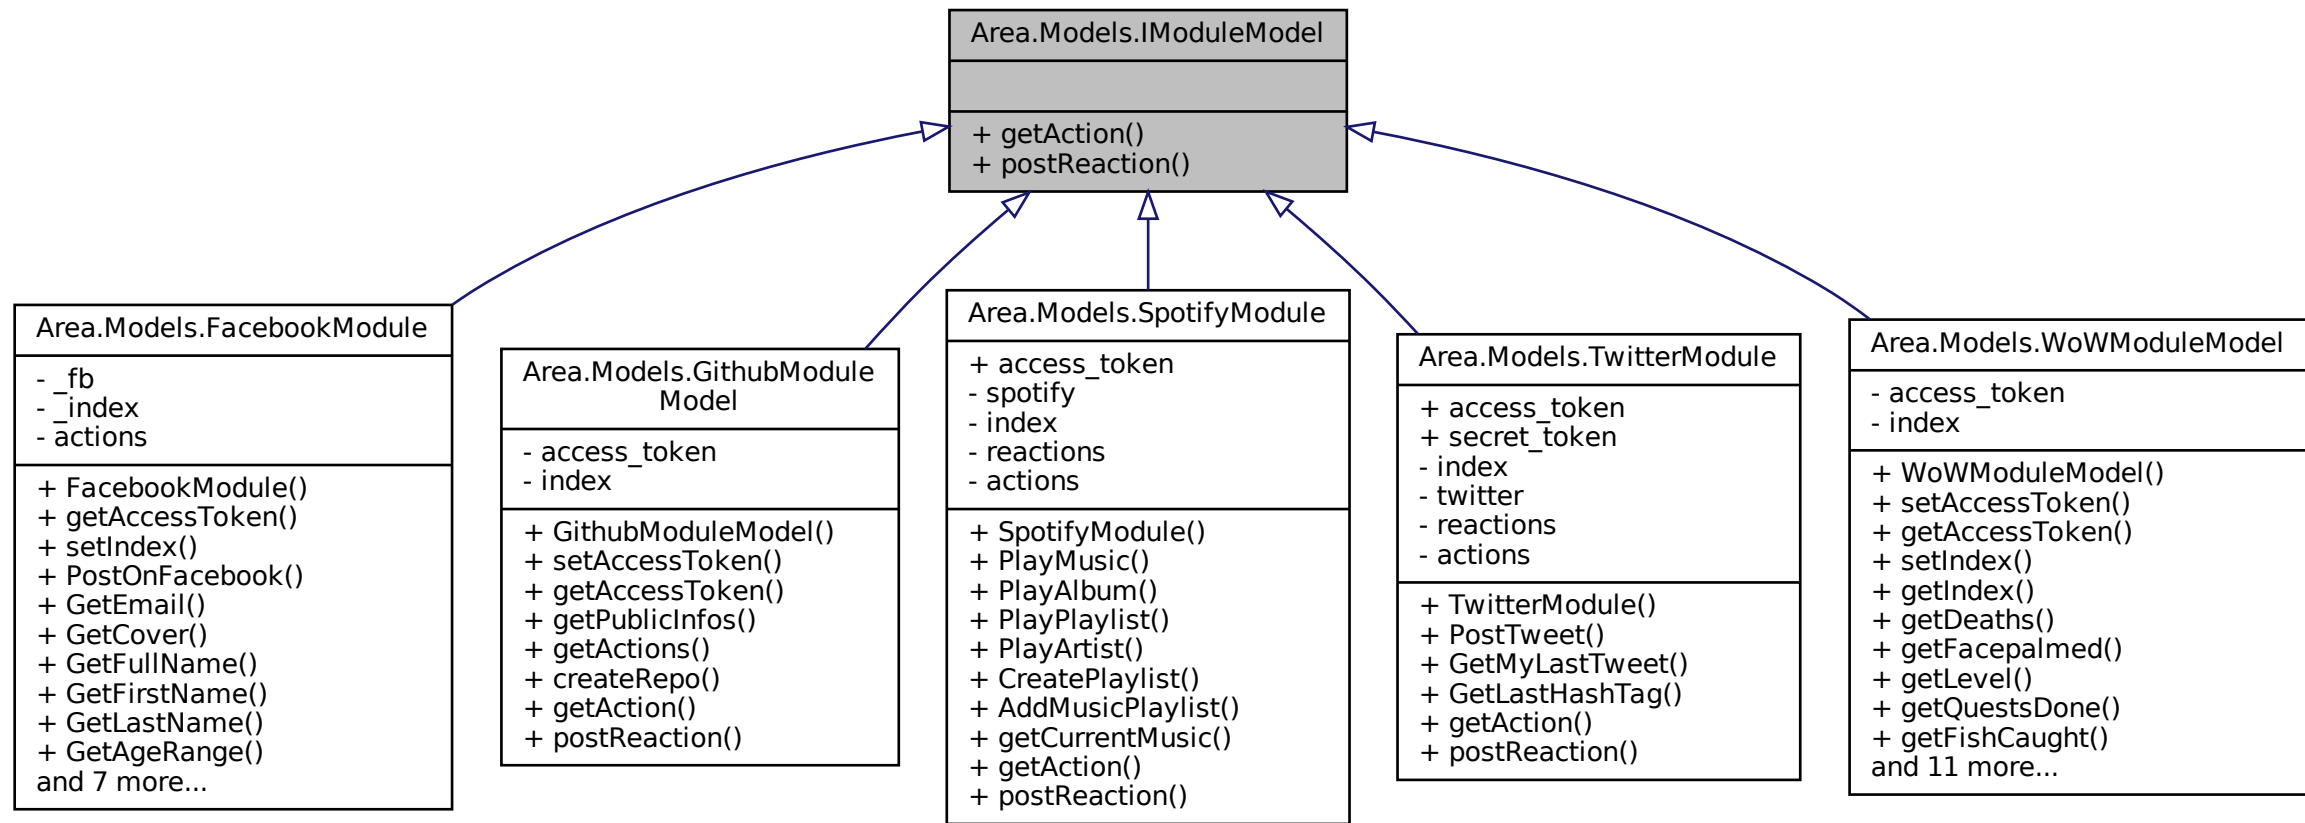 Area.Models.IModuleModel
+ getAction()
+ postReaction()
Area.Models.FacebookModule
- _fb
- _index
- actions
+ FacebookModule()
+ getAccessToken()
+ setIndex()
+ PostOnFacebook()
+ GetEmail()
+ GetCover()
+ GetFullName()
+ GetFirstName()
+ GetLastName()
+ GetAgeRange()
and 7 more...
Area.Models.GithubModule
Model
- access_token
- index
+ GithubModuleModel()
+ setAccessToken()
+ getAccessToken()
+ getPublicInfos()
+ getActions()
+ createRepo()
+ getAction()
+ postReaction()
Area.Models.SpotifyModule
+ access_token
- spotify
- index
- reactions
- actions
+ SpotifyModule()
+ PlayMusic()
+ PlayAlbum()
+ PlayPlaylist()
+ PlayArtist()
+ CreatePlaylist()
+ AddMusicPlaylist()
+ getCurrentMusic()
+ getAction()
+ postReaction()
Area.Models.TwitterModule
+ access_token
+ secret_token
- index
- twitter
- reactions
- actions
+ TwitterModule()
+ PostTweet()
+ GetMyLastTweet()
+ GetLastHashTag()
+ getAction()
+ postReaction()
Area.Models.WoWModuleModel
- access_token
- index
+ WoWModuleModel()
+ setAccessToken()
+ getAccessToken()
+ setIndex()
+ getIndex()
+ getDeaths()
+ getFacepalmed()
+ getLevel()
+ getQuestsDone()
+ getFishCaught()
and 11 more...